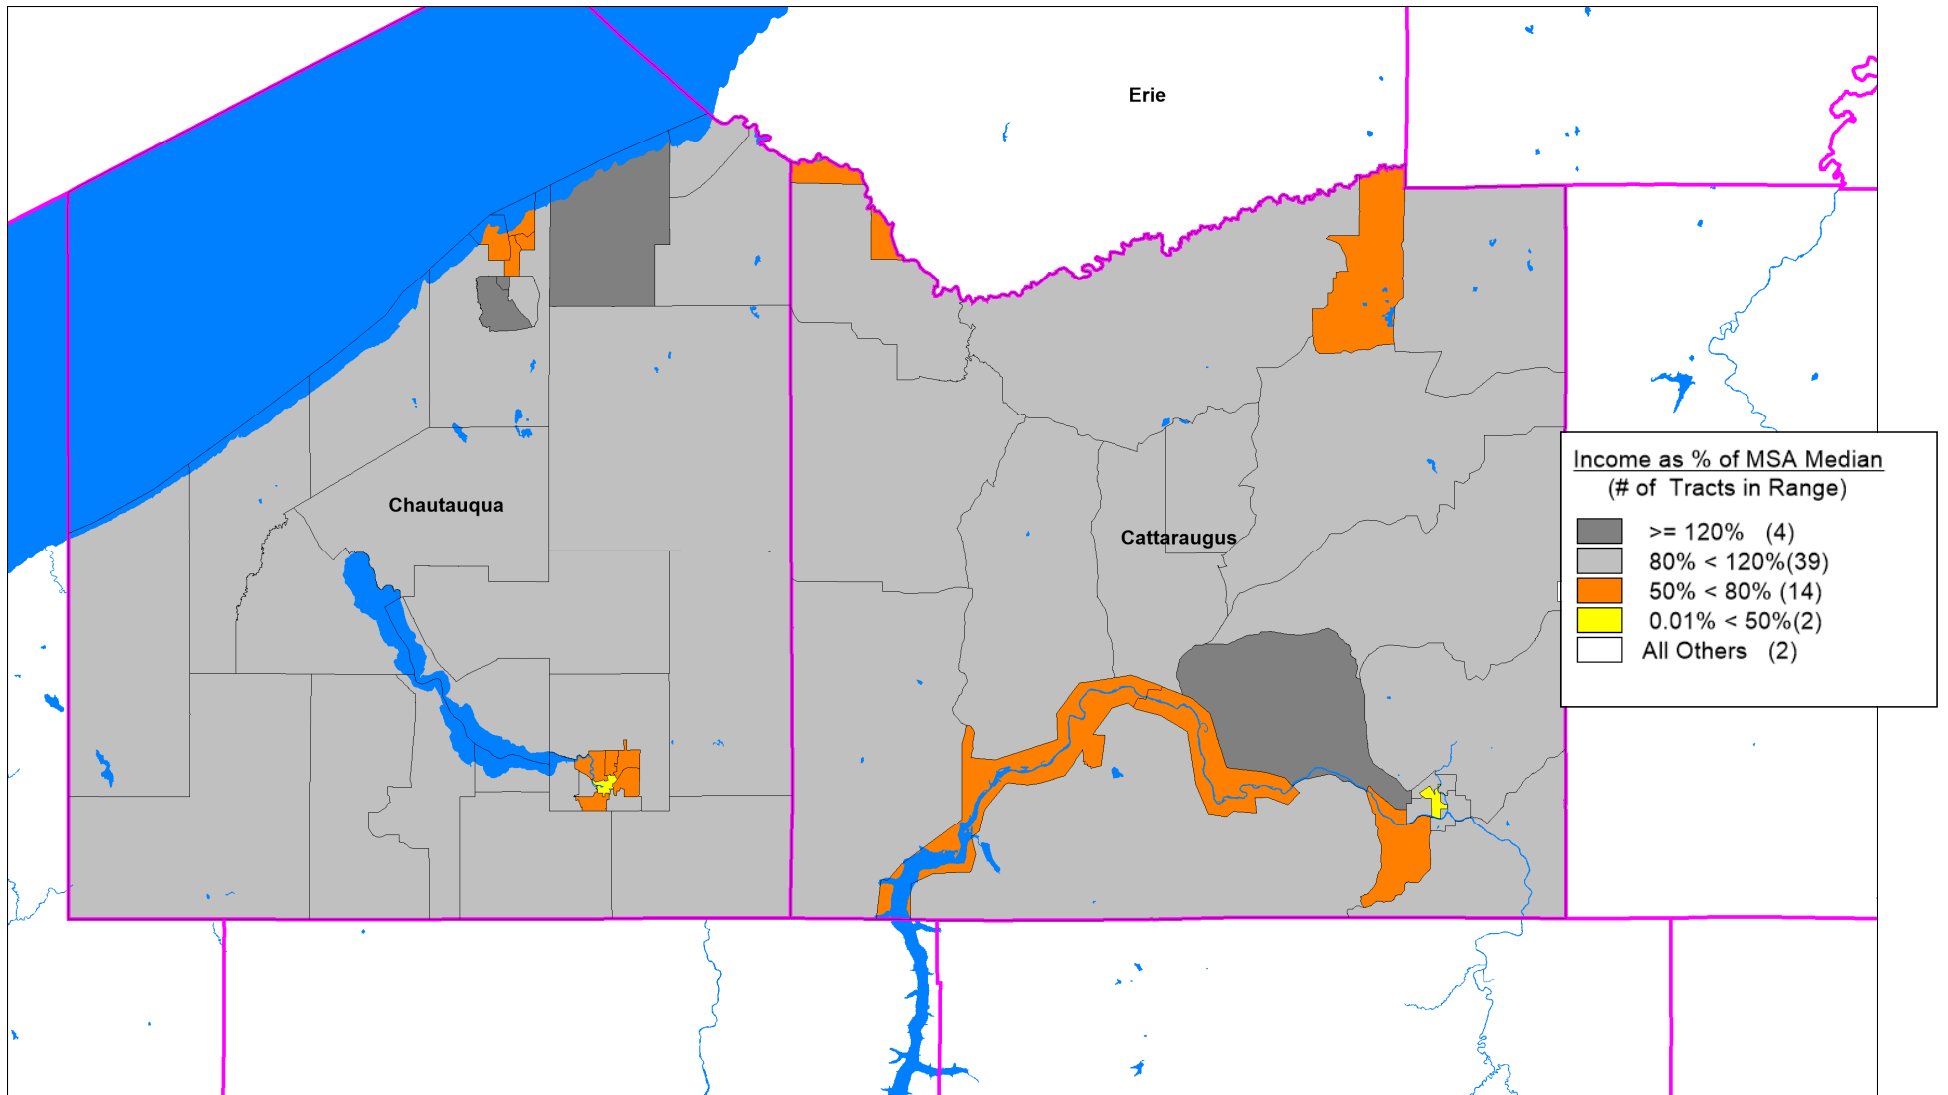 Erie
Chautauqua
Cattaraugus
Income as % of MSA Median
(# of Tracts in Range)
>= 120% (4)
80% < 120%(39)
50% < 80% (14)
0.01% < 50%(2)
All Others (2)